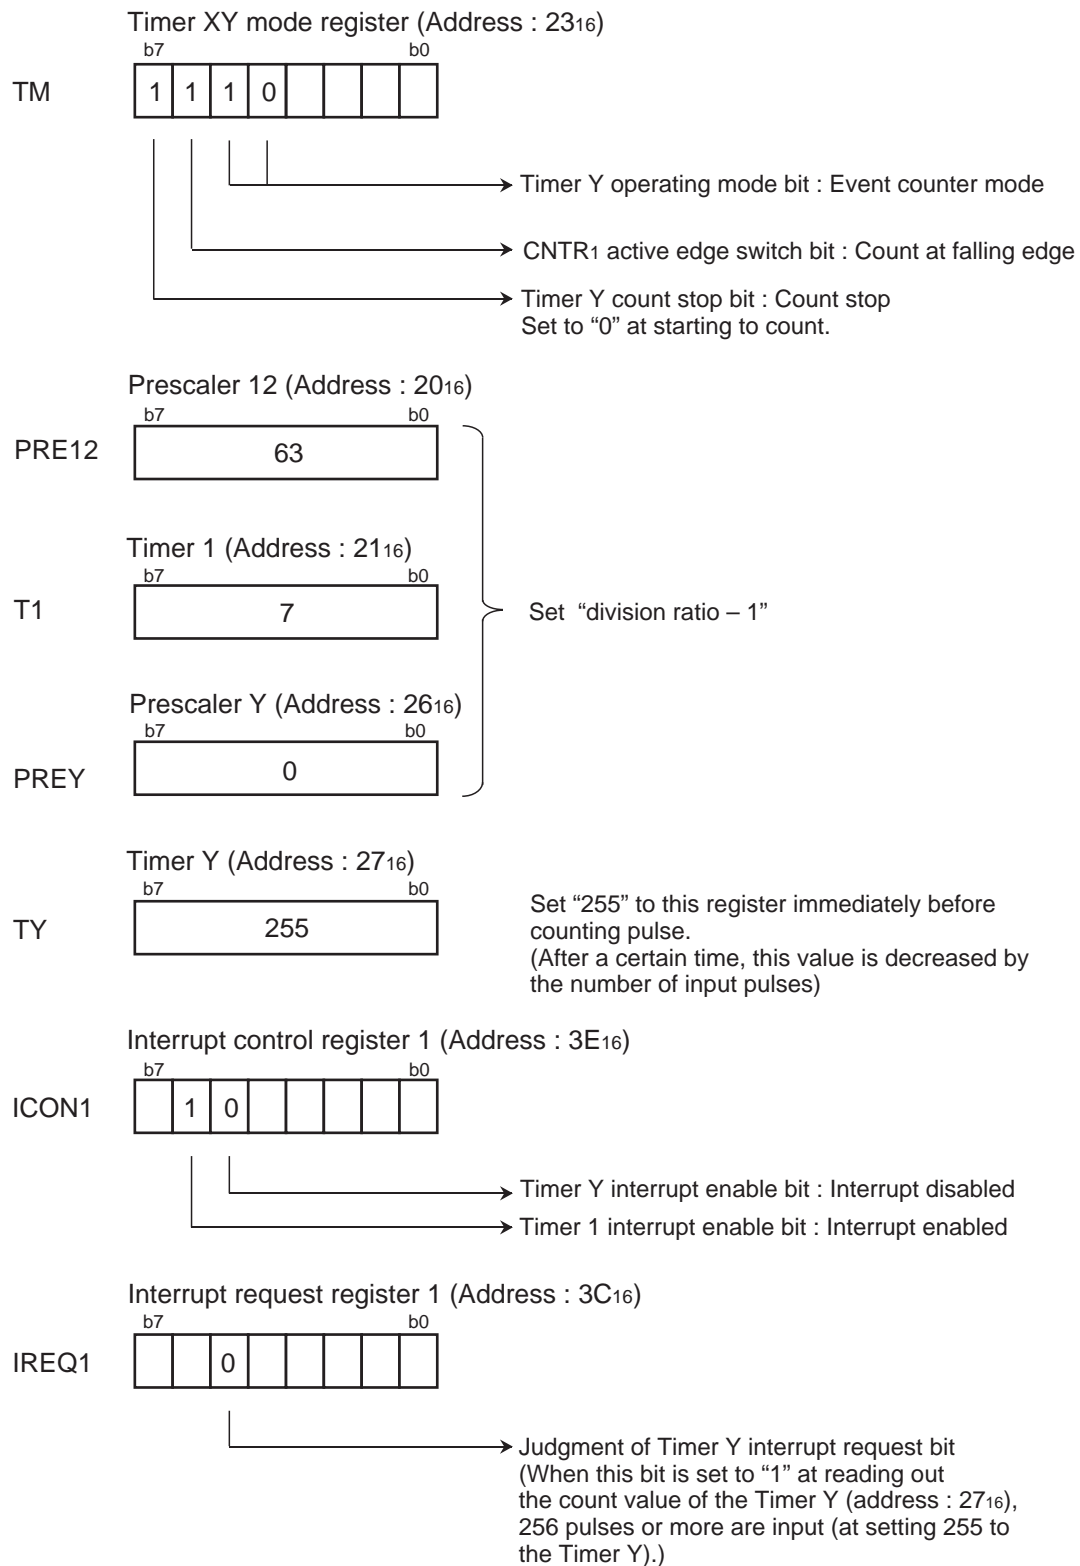 Timer XY mode register (Address : 2316)
b7 b0
TM 1 1 1 0
Timer Y operating mode bit : Event counter mode
CNTR1 active edge switch bit : Count at falling edge
Timer Y count stop bit : Count stop
Set to “0” at starting to count.
Prescaler 12 (Address : 2016)
b7 b0
PRE12 63
Timer 1 (Address : 2116)
b7 b0
T1 7
Set “division ratio – 1”
Prescaler Y (Address : 2616)
b7 b0
PREY 0
Timer Y (Address : 2716)
b7 b0
TY 255
Set “255” to this register immediately before
counting pulse.
(After a certain time, this value is decreased by
the number of input pulses)
Interrupt control register 1 (Address : 3E16)
b7 b0
ICON1 1 0
Timer Y interrupt enable bit : Interrupt disabled
Timer 1 interrupt enable bit : Interrupt enabled
Interrupt request register 1 (Address : 3C16)
b7 b0
IREQ1 0
Judgment of Timer Y interrupt request bit
(When this bit is set to “1” at reading out
the count value of the Timer Y (address : 2716),
256 pulses or more are input (at setting 255 to
the Timer Y).)